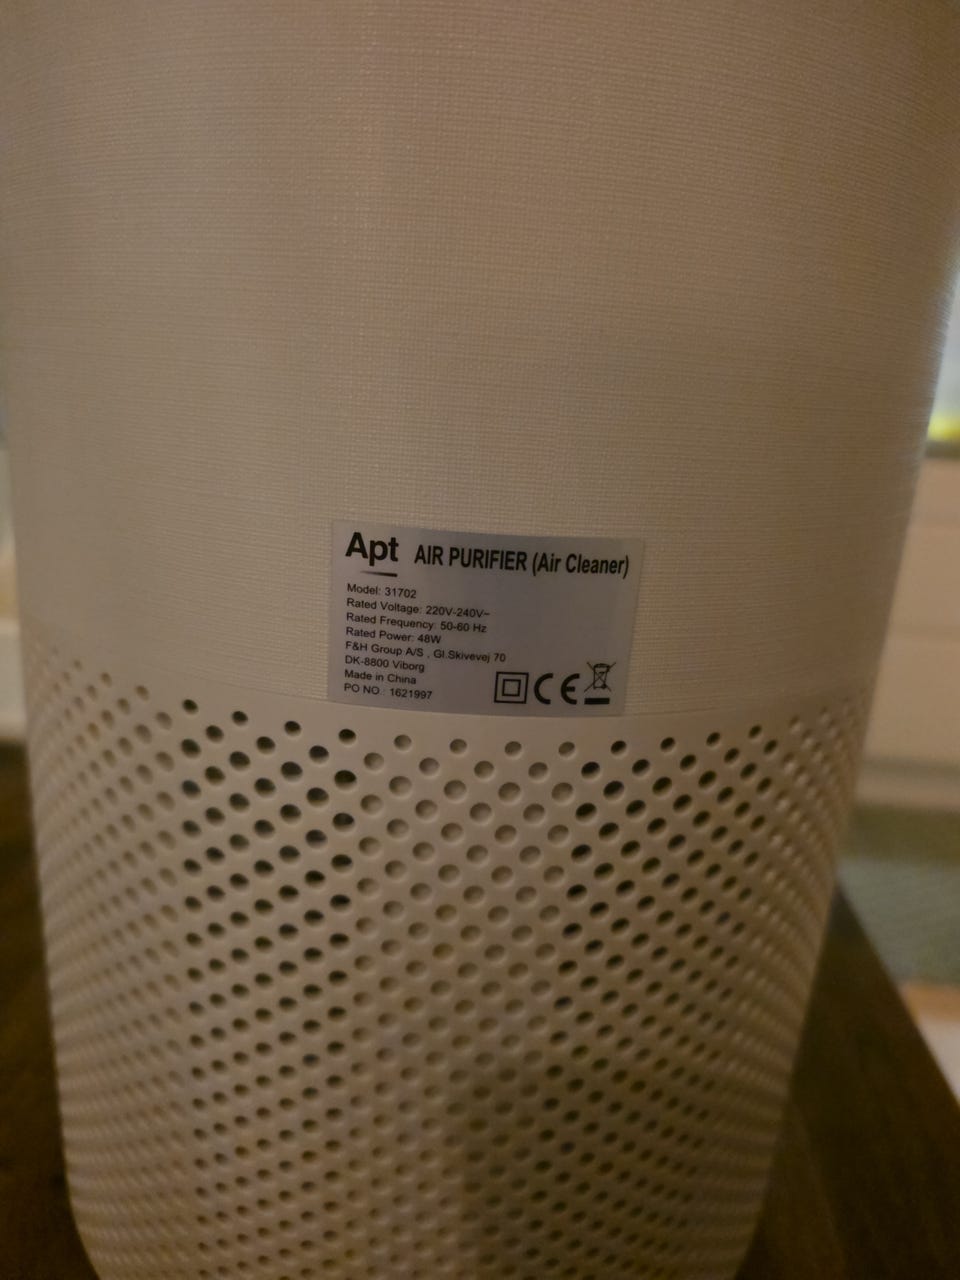 Apt AIR PURIFIER (Air Cleaner)
Model: 31702
Rated Voltage: 220V-240V~
Rated Frequency: 50-60 Hz
Rated Power: 48W
F&H Group A/S , Gl.Skivevej 70
DK-8800 Viborg
Made in China
PO NO.: 1621997
CE